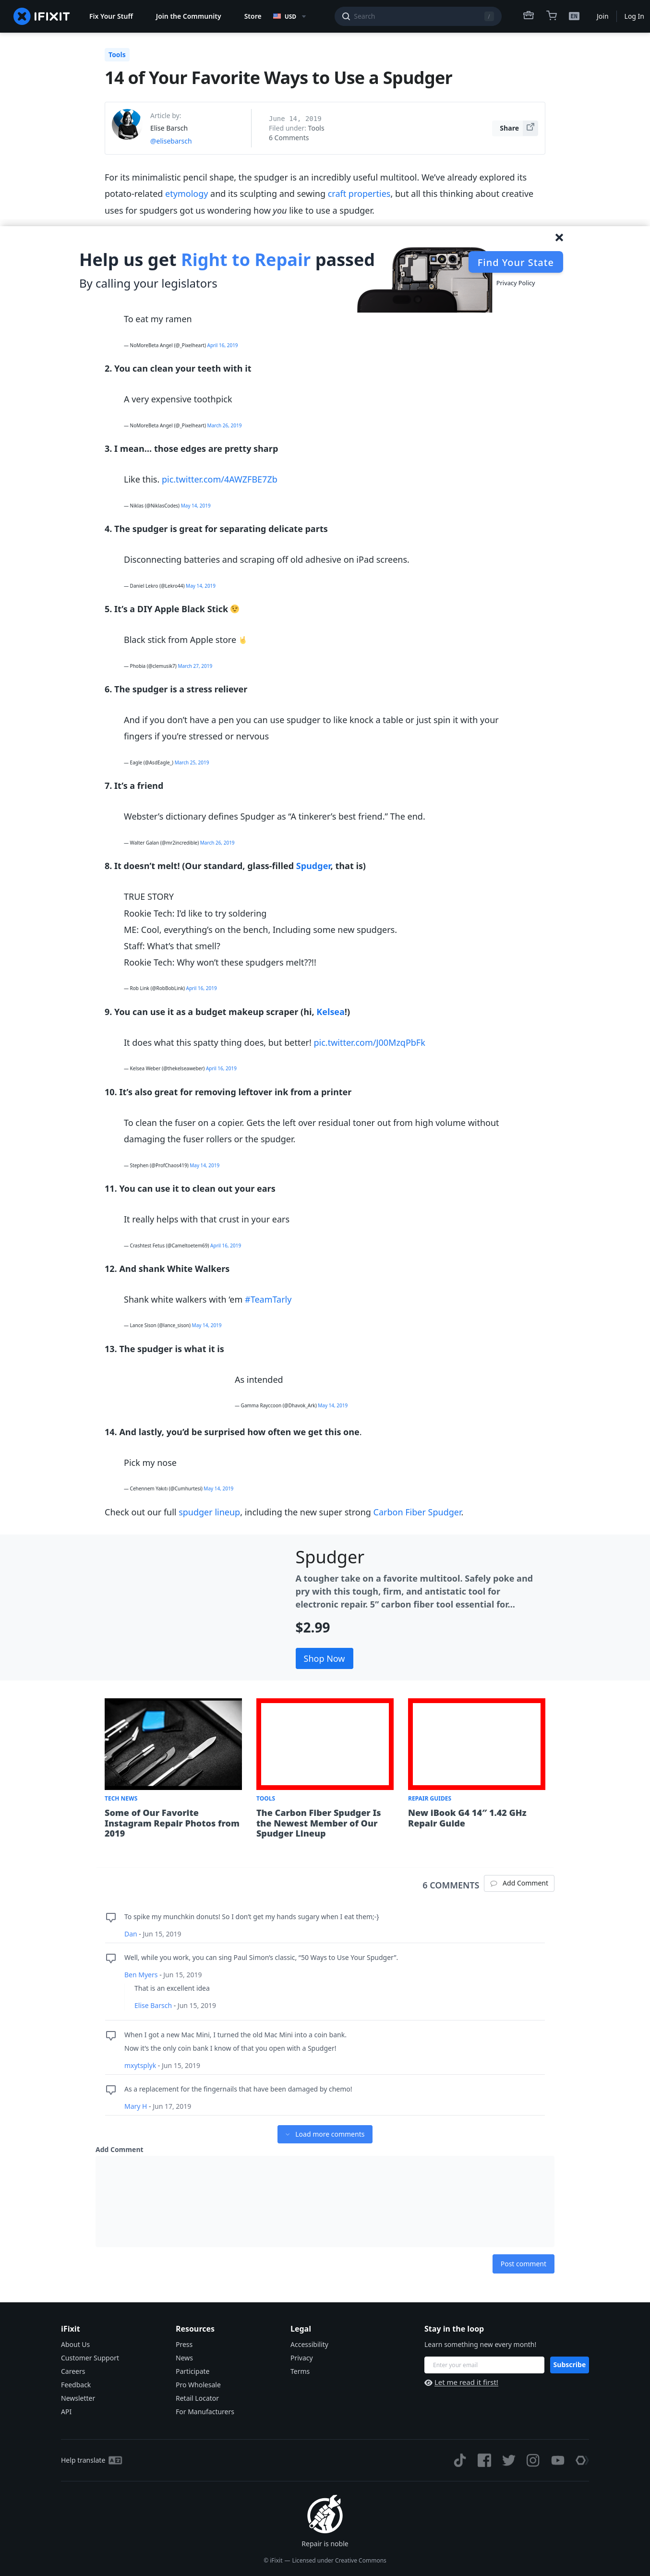 IFIXIT Fix Your Stuff Join the Community Store USD Search / EN Join Log In
Tools
14 of Your Favorite Ways to Use a Spudger
Article by:
Elise Barsch
@elisebarsch
June 14, 2019
Filed under: Tools
6 Comments
Share
For its minimalistic pencil shape, the spudger is an incredibly useful multitool. We’ve already explored its
potato-related etymology and its sculpting and sewing craft properties, but all this thinking about creative
uses for spudgers got us wondering how you like to use a spudger.
Help us get Right to Repair passed
By calling your legislators
Find Your State
Privacy Policy
To eat my ramen
— NoMoreBeta Angel (@_Pixelheart) April 16, 2019
2. You can clean your teeth with it
A very expensive toothpick
— NoMoreBeta Angel (@_Pixelheart) March 26, 2019
3. I mean… those edges are pretty sharp
Like this. pic.twitter.com/4AWZFBE7Zb
— Niklas (@NiklasCodes) May 14, 2019
4. The spudger is great for separating delicate parts
Disconnecting batteries and scraping off old adhesive on iPad screens.
— Daniel Lekro (@Lekro44) May 14, 2019
5. It’s a DIY Apple Black Stick 😯
Black stick from Apple store 🤘
— Phobia (@clemusik7) March 27, 2019
6. The spudger is a stress reliever
And if you don’t have a pen you can use spudger to like knock a table or just spin it with your
fingers if you’re stressed or nervous
— Eagle (@AsdEagle_) March 25, 2019
7. It’s a friend
Webster’s dictionary defines Spudger as “A tinkerer’s best friend.” The end.
— Walter Galan (@mr2incredible) March 26, 2019
8. It doesn’t melt! (Our standard, glass-filled Spudger, that is)
TRUE STORY
Rookie Tech: I’d like to try soldering
ME: Cool, everything’s on the bench, Including some new spudgers.
Staff: What’s that smell?
Rookie Tech: Why won’t these spudgers melt??!!
— Rob Link (@RobBobLink) April 16, 2019
9. You can use it as a budget makeup scraper (hi, Kelsea!)
It does what this spatty thing does, but better! pic.twitter.com/J00MzqPbFk
— Kelsea Weber (@thekelseaweber) April 16, 2019
10. It’s also great for removing leftover ink from a printer
To clean the fuser on a copier. Gets the left over residual toner out from high volume without
damaging the fuser rollers or the spudger.
— Stephen (@ProfChaos419) May 14, 2019
11. You can use it to clean out your ears
It really helps with that crust in your ears
— Crashtest Fetus (@Cameltoetem69) April 16, 2019
12. And shank White Walkers
Shank white walkers with ’em #TeamTarly
— Lance Sison (@lance_sison) May 14, 2019
13. The spudger is what it is
As intended
— Gamma Rayccoon (@Dhavok_Ark) May 14, 2019
14. And lastly, you’d be surprised how often we get this one.
Pick my nose
— Cehennem Yakıtı (@Cumhurtesi) May 14, 2019
Check out our full spudger lineup, including the new super strong Carbon Fiber Spudger.
Spudger
A tougher take on a favorite multitool. Safely poke and
pry with this tough, firm, and antistatic tool for
electronic repair. 5” carbon fiber tool essential for...
$2.99
Shop Now
TECH NEWS
Some of Our Favorite
Instagram Repair Photos from
2019
TOOLS
The Carbon Fiber Spudger Is
the Newest Member of Our
Spudger Lineup
REPAIR GUIDES
New iBook G4 14″ 1.42 GHz
Repair Guide
6 COMMENTS
Add Comment
To spike my munchkin donuts! So I don’t get my hands sugary when I eat them;-)
Dan - Jun 15, 2019
Well, while you work, you can sing Paul Simon’s classic, “50 Ways to Use Your Spudger”.
Ben Myers - Jun 15, 2019
That is an excellent idea
Elise Barsch - Jun 15, 2019
When I got a new Mac Mini, I turned the old Mac Mini into a coin bank.
Now it’s the only coin bank I know of that you open with a Spudger!
mxytsplyk - Jun 15, 2019
As a replacement for the fingernails that have been damaged by chemo!
Mary H - Jun 17, 2019
Load more comments
Add Comment
Post comment
iFixit
About Us
Customer Support
Careers
Feedback
Newsletter
API
Resources
Press
News
Participate
Pro Wholesale
Retail Locator
For Manufacturers
Legal
Accessibility
Privacy
Terms
Stay in the loop
Learn something new every month!
Enter your email
Subscribe
Let me read it first!
Help translate
Repair is noble
© iFixit — Licensed under Creative Commons